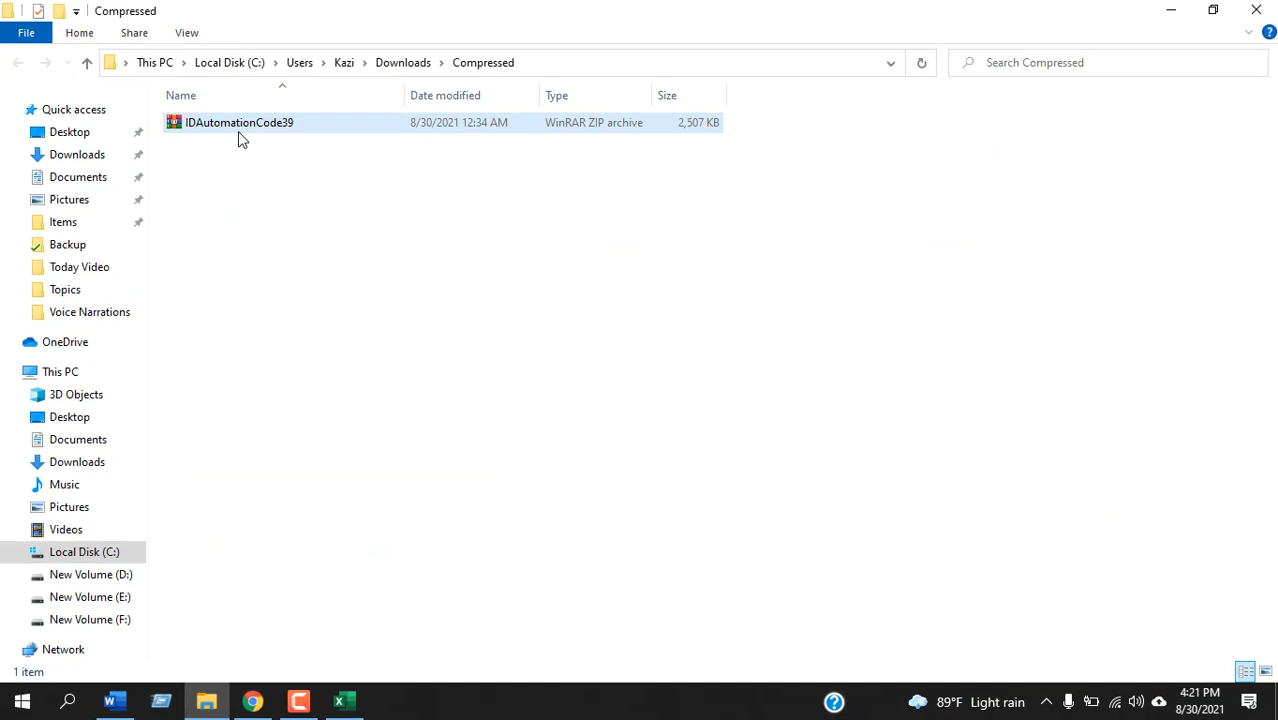 Compressed
File Home Share View
This PC Local Disk (C:) Users Kazi Downloads Compressed Search Compressed
Name Date modified Type Size
IDAutomationCode39 8/30/2021 12:34 AM WinRAR ZIP archive 2,507 KB
Quick access
Desktop
Downloads
Documents
Pictures
Items
Backup
Today Video
Topics
Voice Narrations
OneDrive
This PC
3D Objects
Desktop
Documents
Downloads
Music
Pictures
Videos
Local Disk (C:)
New Volume (D:)
New Volume (E:)
New Volume (F:)
Network
1 item
89°F Light rain 4:21 PM
8/30/2021